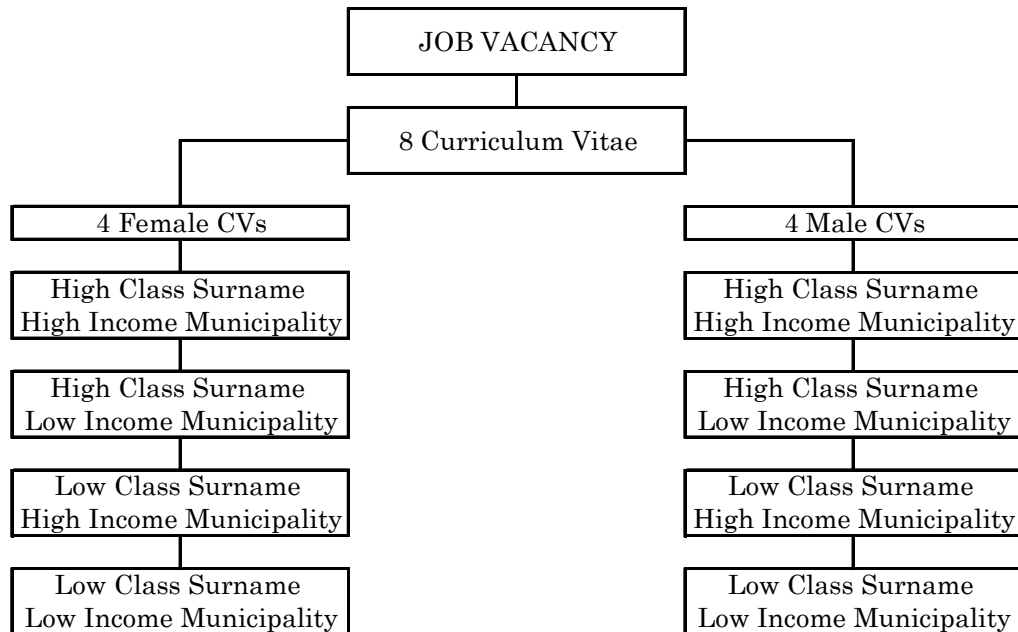 JOB VACANCY
8 Curriculum Vitae
4 Female CVs
4 Male CVs
High Class Surname
High Income Municipality
High Class Surname
High Income Municipality
High Class Surname
Low Income Municipality
High Class Surname
Low Income Municipality
Low Class Surname
High Income Municipality
Low Class Surname
High Income Municipality
Low Class Surname
Low Income Municipality
Low Class Surname
Low Income Municipality